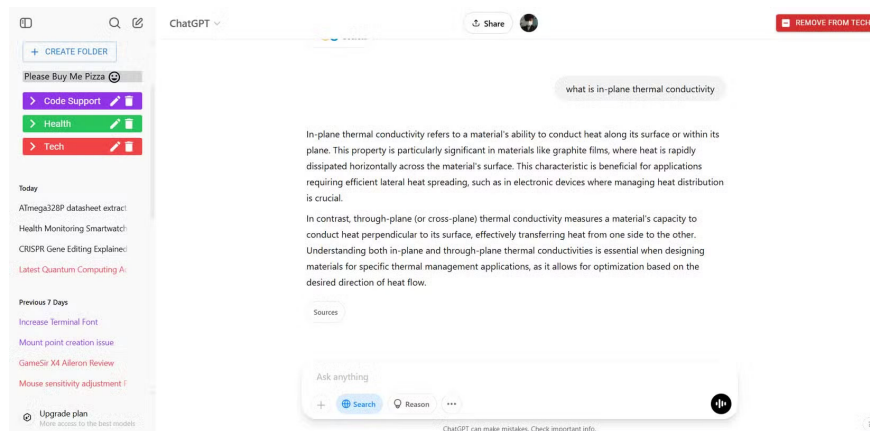 ChatGPT
Share
REMOVE FROM TECH
+ CREATE FOLDER
Please Buy Me Pizza
Code Support
Health
Tech
Today
ATmega328P datasheet extract
Health Monitoring Smartwatch
CRISPR Gene Editing Explained
Latest Quantum Computing
Previous 7 Days
Increase Terminal Font
Mount point creation issue
GameSir X4 Aileron Review
Mouse sensitivity adjustment
Upgrade plan
More access to the best models
what is in-plane thermal conductivity
In-plane thermal conductivity refers to a material's ability to conduct heat along its surface or within its
plane. This property is particularly significant in materials like graphite films, where heat is rapidly
dissipated horizontally across the material's surface. This characteristic is beneficial for applications
requiring efficient lateral heat spreading, such as in electronic devices where managing heat distribution
is crucial.
In contrast, through-plane (or cross-plane) thermal conductivity measures a material's capacity to
conduct heat perpendicular to its surface, effectively transferring heat from one side to the other.
Understanding both in-plane and through-plane thermal conductivities is essential when designing
materials for specific thermal management applications, as it allows for optimization based on the
desired direction of heat flow.
Sources
Ask anything
Search
Reason
ChatGPT can make mistakes. Check important info.